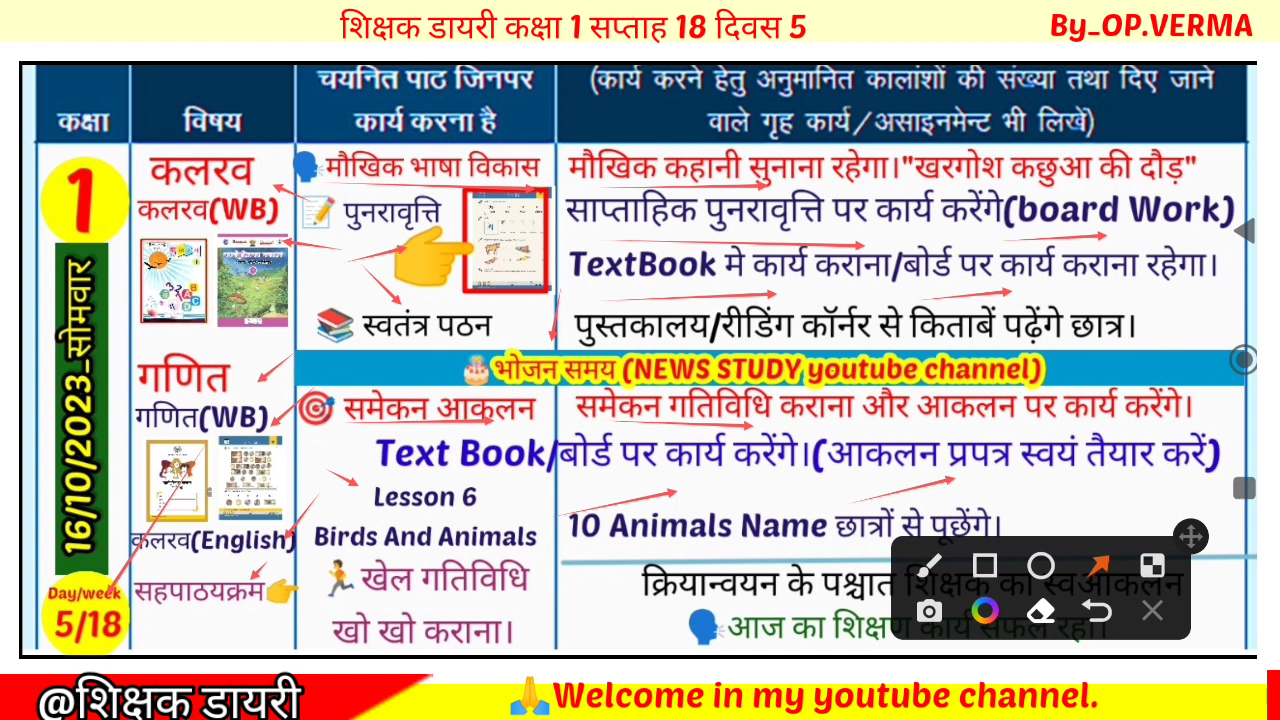 शिक्षक डायरी कक्षा 1 सप्ताह 18 दिवस 5
By_OP.VERMA
कक्षा
विषय
चयनित पाठ जिनपर
कार्य करना है
(कार्य करने हेतु अनुमानित कालांशों की संख्या तथा दिए जाने
वाले गृह कार्य/असाइनमेन्ट भी लिखें)
1
16/10/2023-सोमवार
Day/week
5/18
कलरव
कलरव(WB)
🗣️मौखिक भाषा विकास
मौखिक कहानी सुनाना रहेगा।"खरगोश कछुआ की दौड़"
📝 पुनरावृत्ति
साप्ताहिक पुनरावृत्ति पर कार्य करेंगे(board Work)
TextBook मे कार्य कराना/बोर्ड पर कार्य कराना रहेगा।
📚 स्वतंत्र पठन
पुस्तकालय/रीडिंग कॉर्नर से किताबें पढ़ेंगे छात्र।
🎂भोजन समय (NEWS STUDY youtube channel)
गणित
गणित(WB)
🎯 समेकन आकलन
समेकन गतिविधि कराना और आकलन पर कार्य करेंगे।
Text Book/बोर्ड पर कार्य करेंगे।(आकलन प्रपत्र स्वयं तैयार करें)
कलरव(English)
Lesson 6
Birds And Animals
10 Animals Name छात्रों से पूछेंगे।
सहपाठयक्रम👉
🏃खेल गतिविधि
खो खो कराना।
क्रियान्वयन के पश्चात शिक्षक का स्वआकलन
🗣️आज का शिक्षण कार्य सफल रहा।
@शिक्षक डायरी
🙏Welcome in my youtube channel.